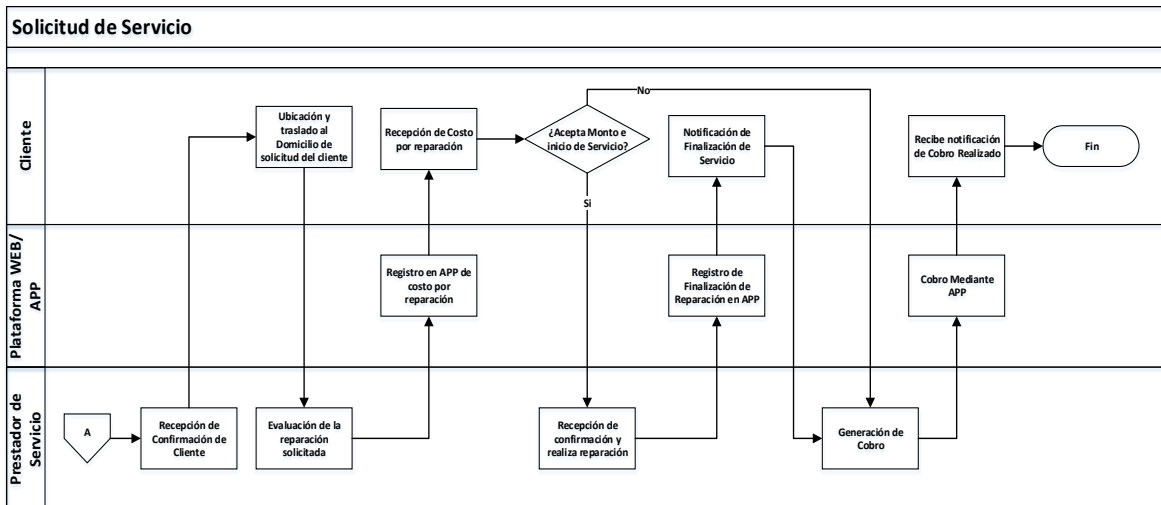 Solicitud de Servicio
Cliente
Ubicación y
traslado al
Domicilio de
solicitud del cliente
Recepción de Costo
por reparación
¿Acepta Monto e
inicio de Servicio?
No
Si
Notificación de
Finalización de
Servicio
Recibe notificación
de Cobro Realizado
Fin
Plataforma WEB/
APP
Registro en APP de
costo por
reparación
Registro de
Finalización de
Reparación en APP
Cobro Mediante
APP
Prestador de
Servicio
A
Recepción de
Confirmación de
Cliente
Evaluación de la
reparación
solicitada
Recepción de
confirmación y
realiza reparación
Generación de
Cobro